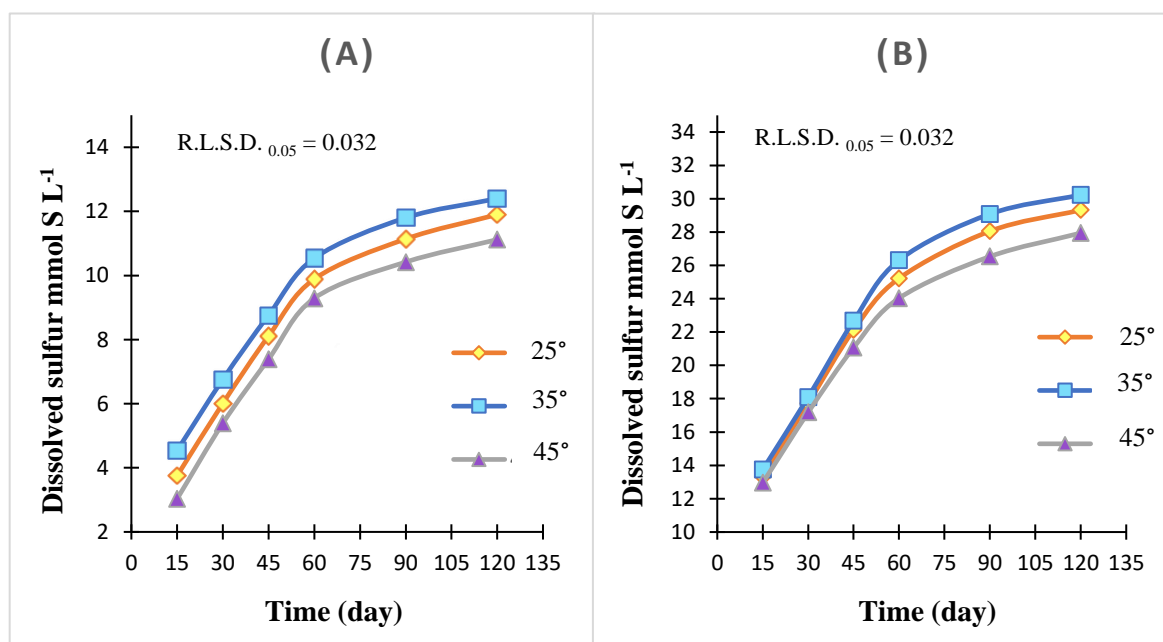 (A)
R.L.S.D. 0.05 = 0.032
Dissolved sulfur mmol S L-1
14
12
10
8
6
4
2
0 15 30 45 60 75 90 105 120 135
Time (day)
25°
35°
45°
(B)
R.L.S.D. 0.05 = 0.032
Dissolved sulfur mmol S L-1
34
32
30
28
26
24
22
20
18
16
14
12
10
0 15 30 45 60 75 90 105 120 135
Time (day)
25°
35°
45°